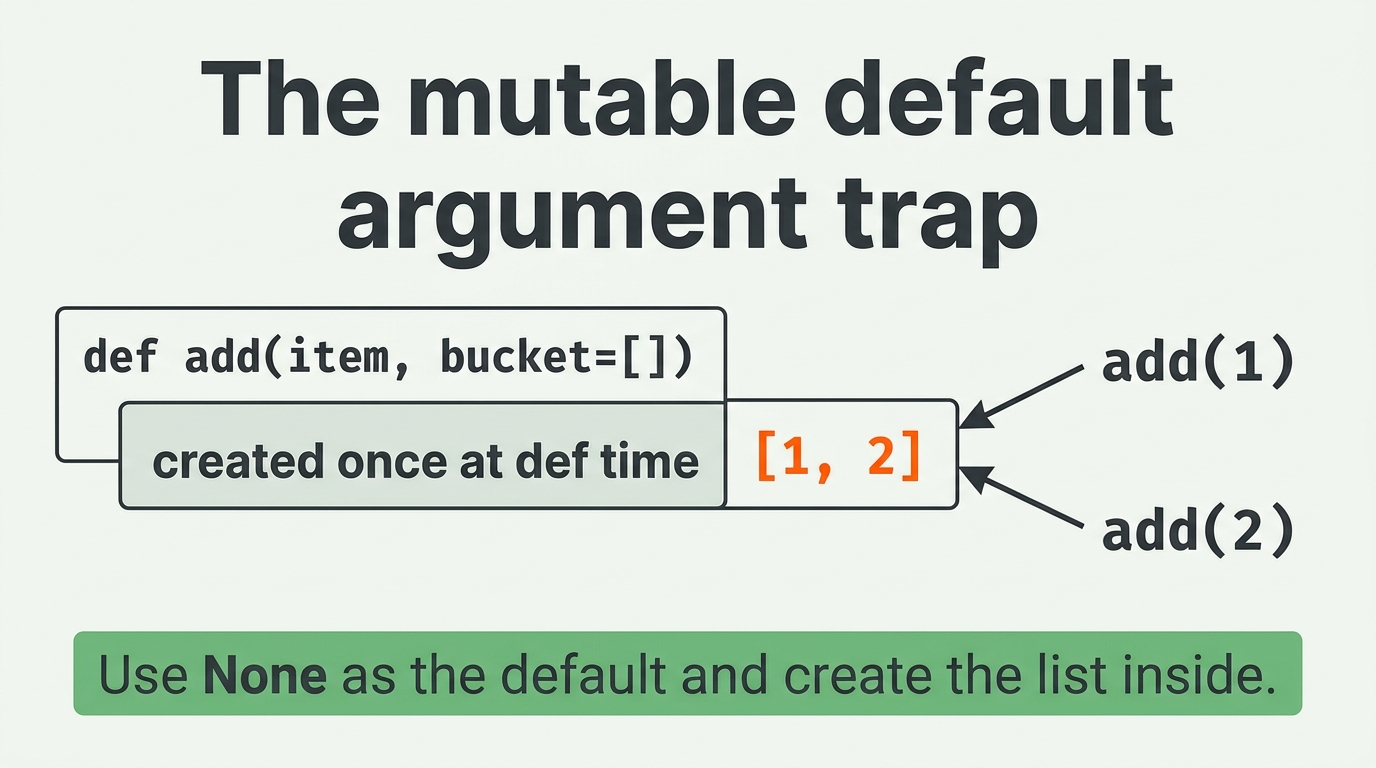 The mutable default
argument trap
def add(item, bucket=[])
created once at def time
[1, 2]
add(1)
add(2)
Use None as the default and create the list inside.